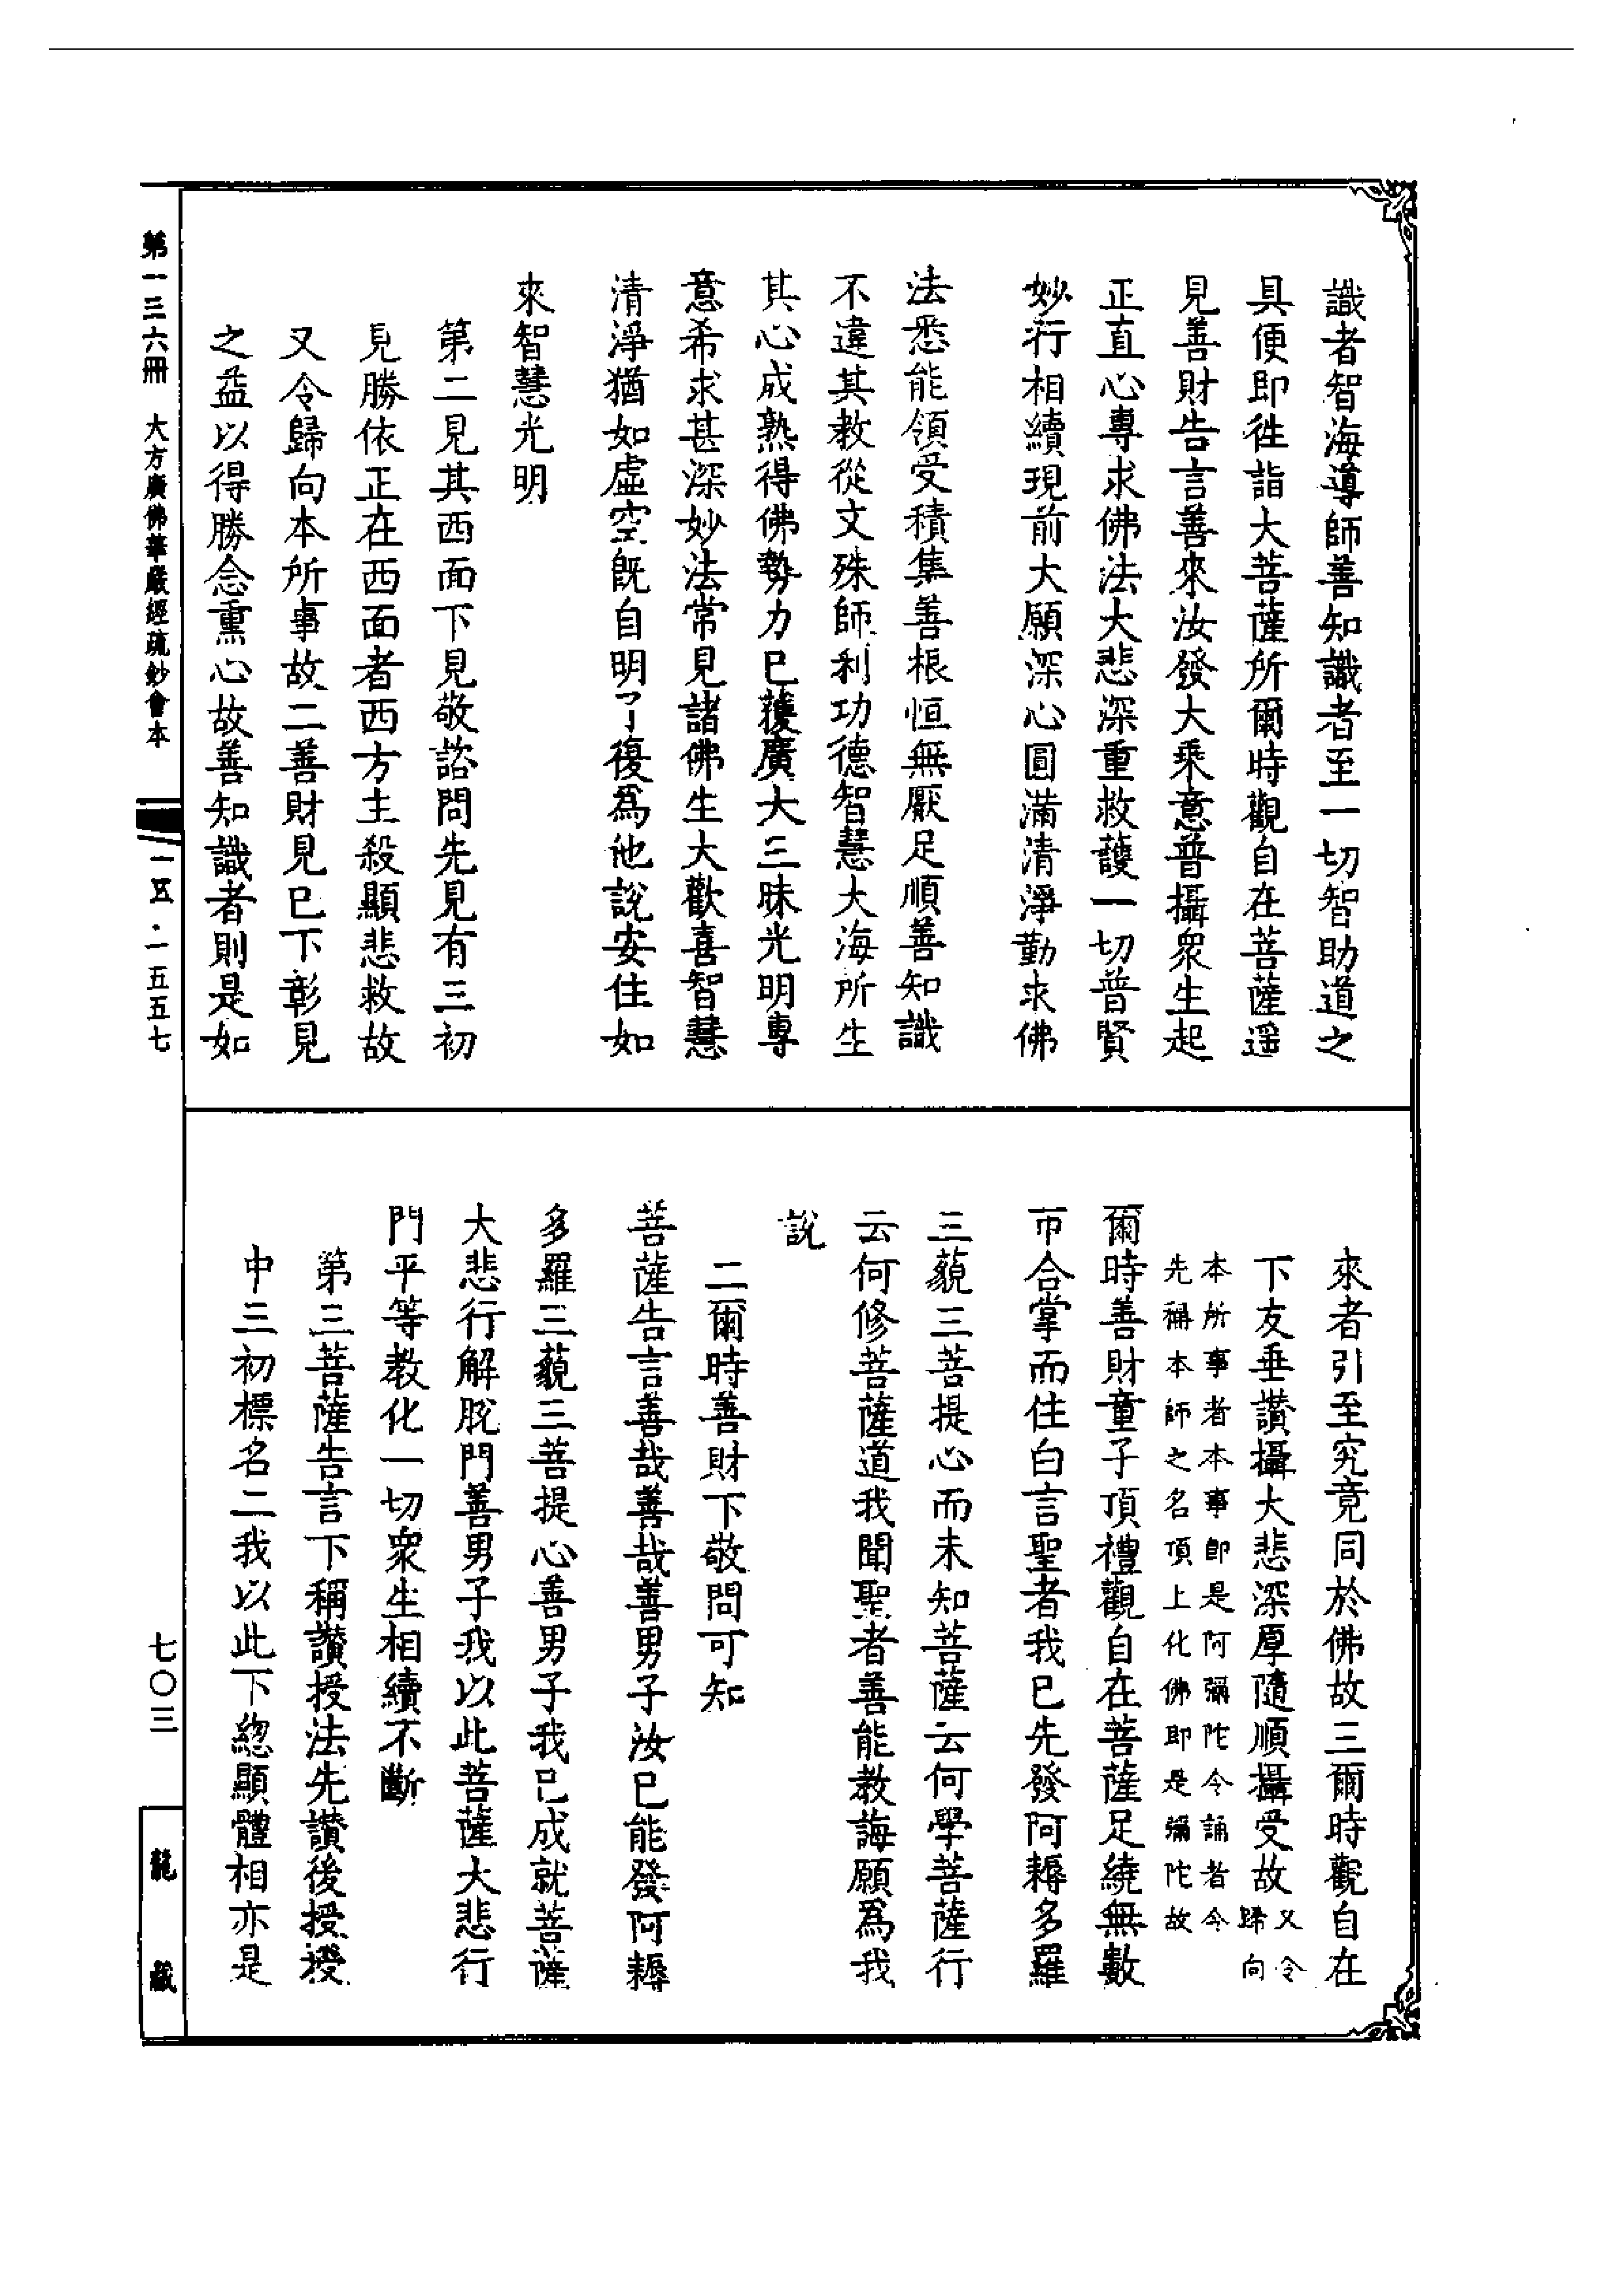 識者智海導師善知識者至一切智智助道之
具便即徃詣大菩薩所爾時觀自在菩薩遥
見善財告言善來汝發大乘意普攝衆生起
正直心專求佛法大悲深重救護一切普賢
妙行相續現前大願深心圓滿清淨勤求佛
法悉能領受積集善根恒無厭足順善知識
不違其教從文殊師利功德智慧大海所生
其心成熟得佛勢力已獲廣大三昧光明專
意希求甚深妙法常見諸佛生大歡喜智慧
清淨猶如虛空既自明了復為他說安住如
來智慧光明
第二見其西面下見敬諮問先見有三初
見勝依正在西面者西方主殺顯悲救故
又令歸向本所事故二善財見已下彰見
之益以得勝念熏心故善知識者則是如
來者引至究竟同於佛故三爾時觀自在
下友垂讚攝大悲深厚隨順攝受故又令歸向
本所事者本事即是阿彌陀令誦者令
先稱本師之名頂上化佛即是彌陀故
爾時善財童子頂禮觀自在菩薩足繞無數
帀合掌而住白言聖者我已先發阿耨多羅
三藐三菩提心而未知菩薩云何學菩薩行
云何修菩薩道我聞聖者善能教誨願為我
說
二爾時善財下敬問可知
菩薩告言善哉善哉善男子汝已能發阿耨
多羅三藐三菩提心善男子我已成就菩薩
大悲行解脫門善男子我以此菩薩大悲行
門平等教化一切衆生相續不斷
第三菩薩告言下稱讚授法先讚後授授
中三初標名二我以此下總顯體相亦是
第一三六冊 大方廣佛華嚴經疏鈔會本 一五五·一五五七
七〇三
龍藏